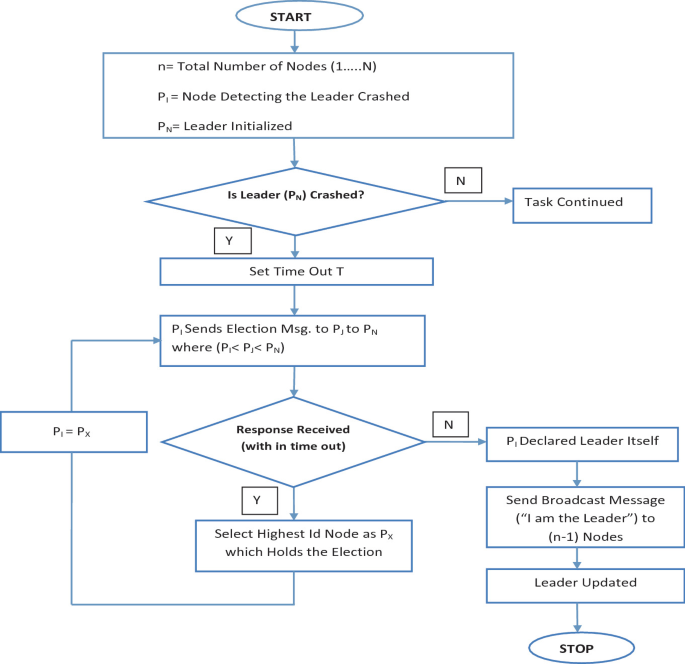 START
n= Total Number of Nodes (1.....N)
PI = Node Detecting the Leader Crashed
PN= Leader Initialized
Is Leader (PN) Crashed?
N
Task Continued
Y
Set Time Out T
PI Sends Election Msg. to PJ to PN
where (PI< PJ< PN)
PI = PX
Response Received
(with in time out)
N
PI Declared Leader Itself
Y
Select Highest Id Node as PX
which Holds the Election
Send Broadcast Message
(“I am the Leader”) to
(n-1) Nodes
Leader Updated
STOP